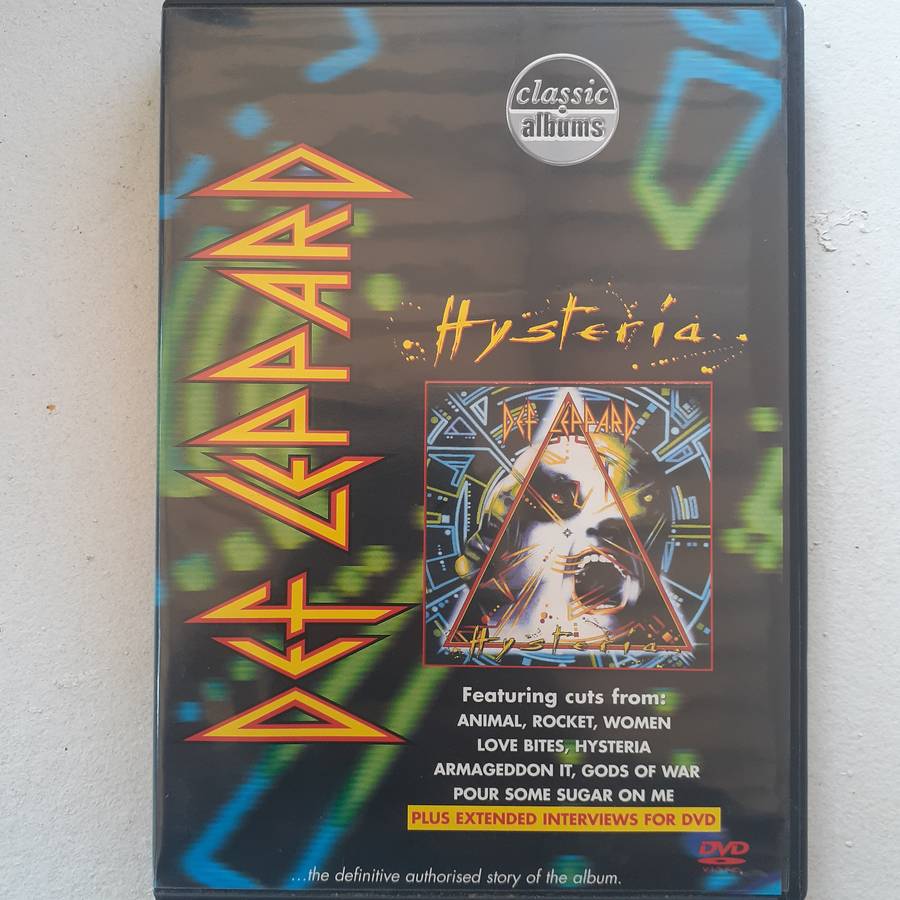 classic
albums
DEF LEPPARD
Hysteria
DEF LEPPARD
Hysteria
Featuring cuts from:
ANIMAL, ROCKET, WOMEN
LOVE BITES, HYSTERIA
ARMAGEDDON IT, GODS OF WAR
POUR SOME SUGAR ON ME
PLUS EXTENDED INTERVIEWS FOR DVD
DVD
VIDEO
...the definitive authorised story of the album.